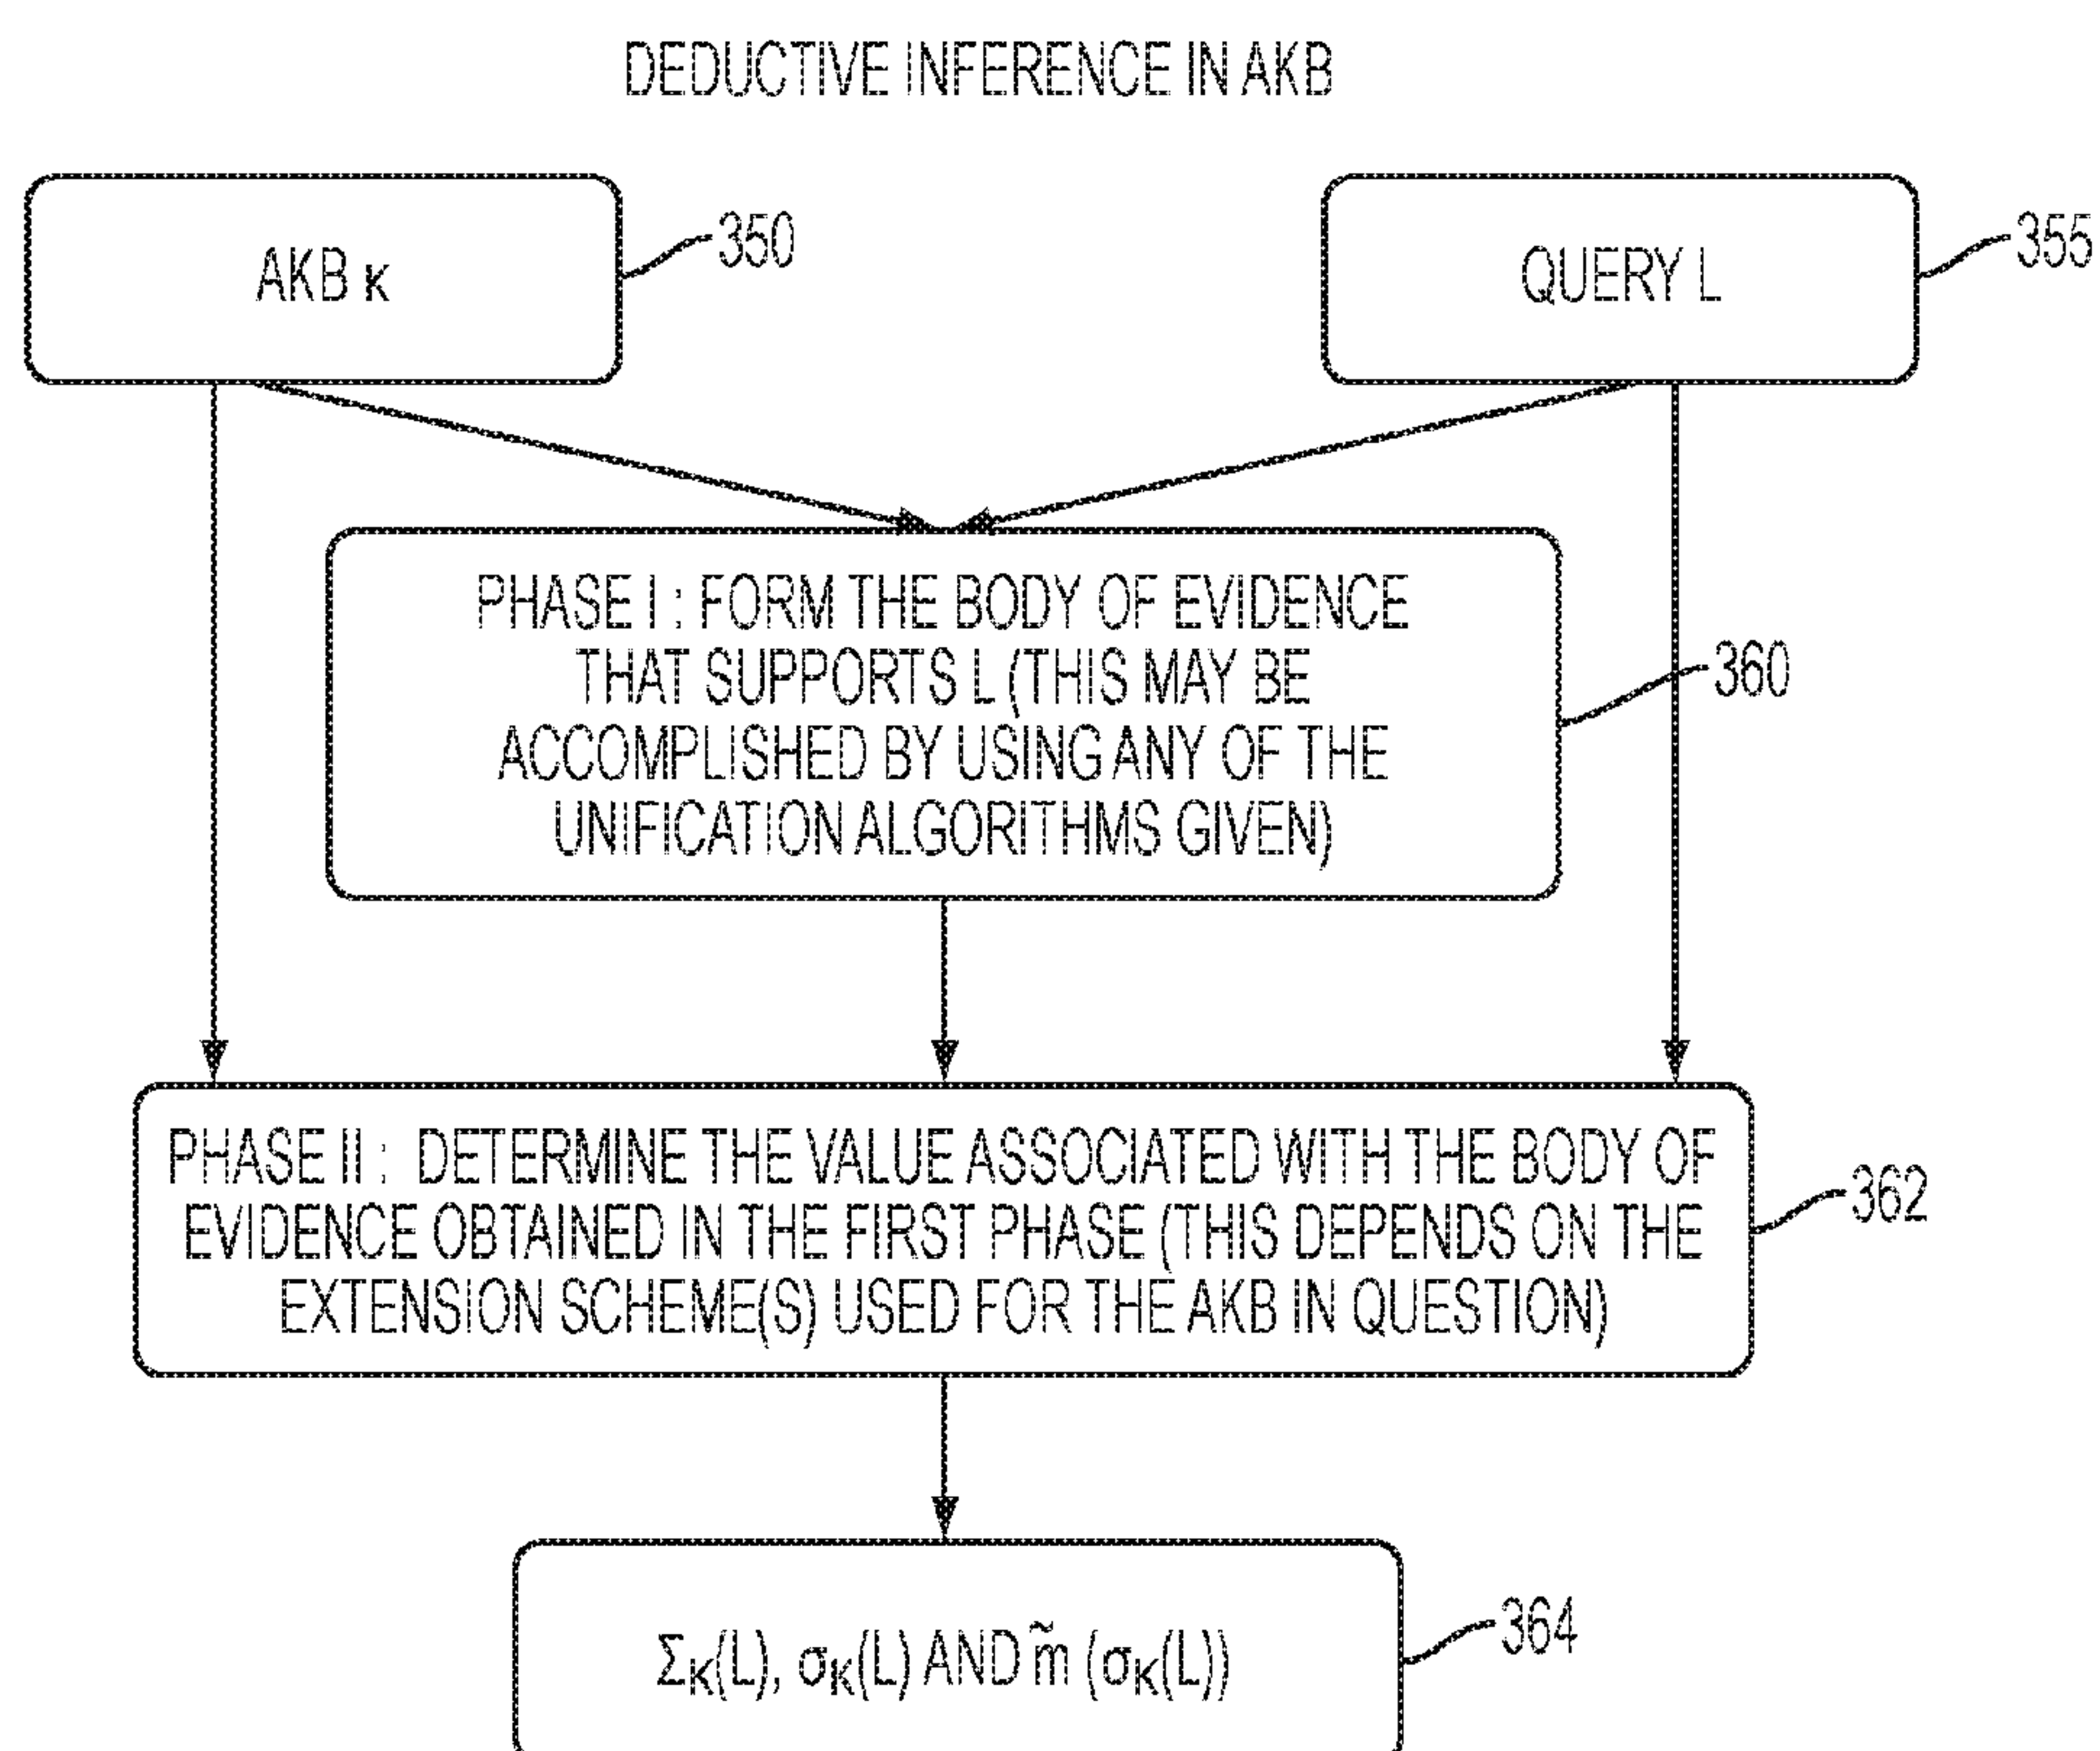 DEDUCTIVE INFERENCE IN AKB
AKB κ
350
QUERY L
355
PHASE I : FORM THE BODY OF EVIDENCE
THAT SUPPORTS L (THIS MAY BE
ACCOMPLISHED BY USING ANY OF THE
UNIFICATION ALGORITHMS GIVEN)
360
PHASE II : DETERMINE THE VALUE ASSOCIATED WITH THE BODY OF
EVIDENCE OBTAINED IN THE FIRST PHASE (THIS DEPENDS ON THE
EXTENSION SCHEME(S) USED FOR THE AKB IN QUESTION)
362
Σκ(L), σκ(L) AND m̃ (σκ(L))
364